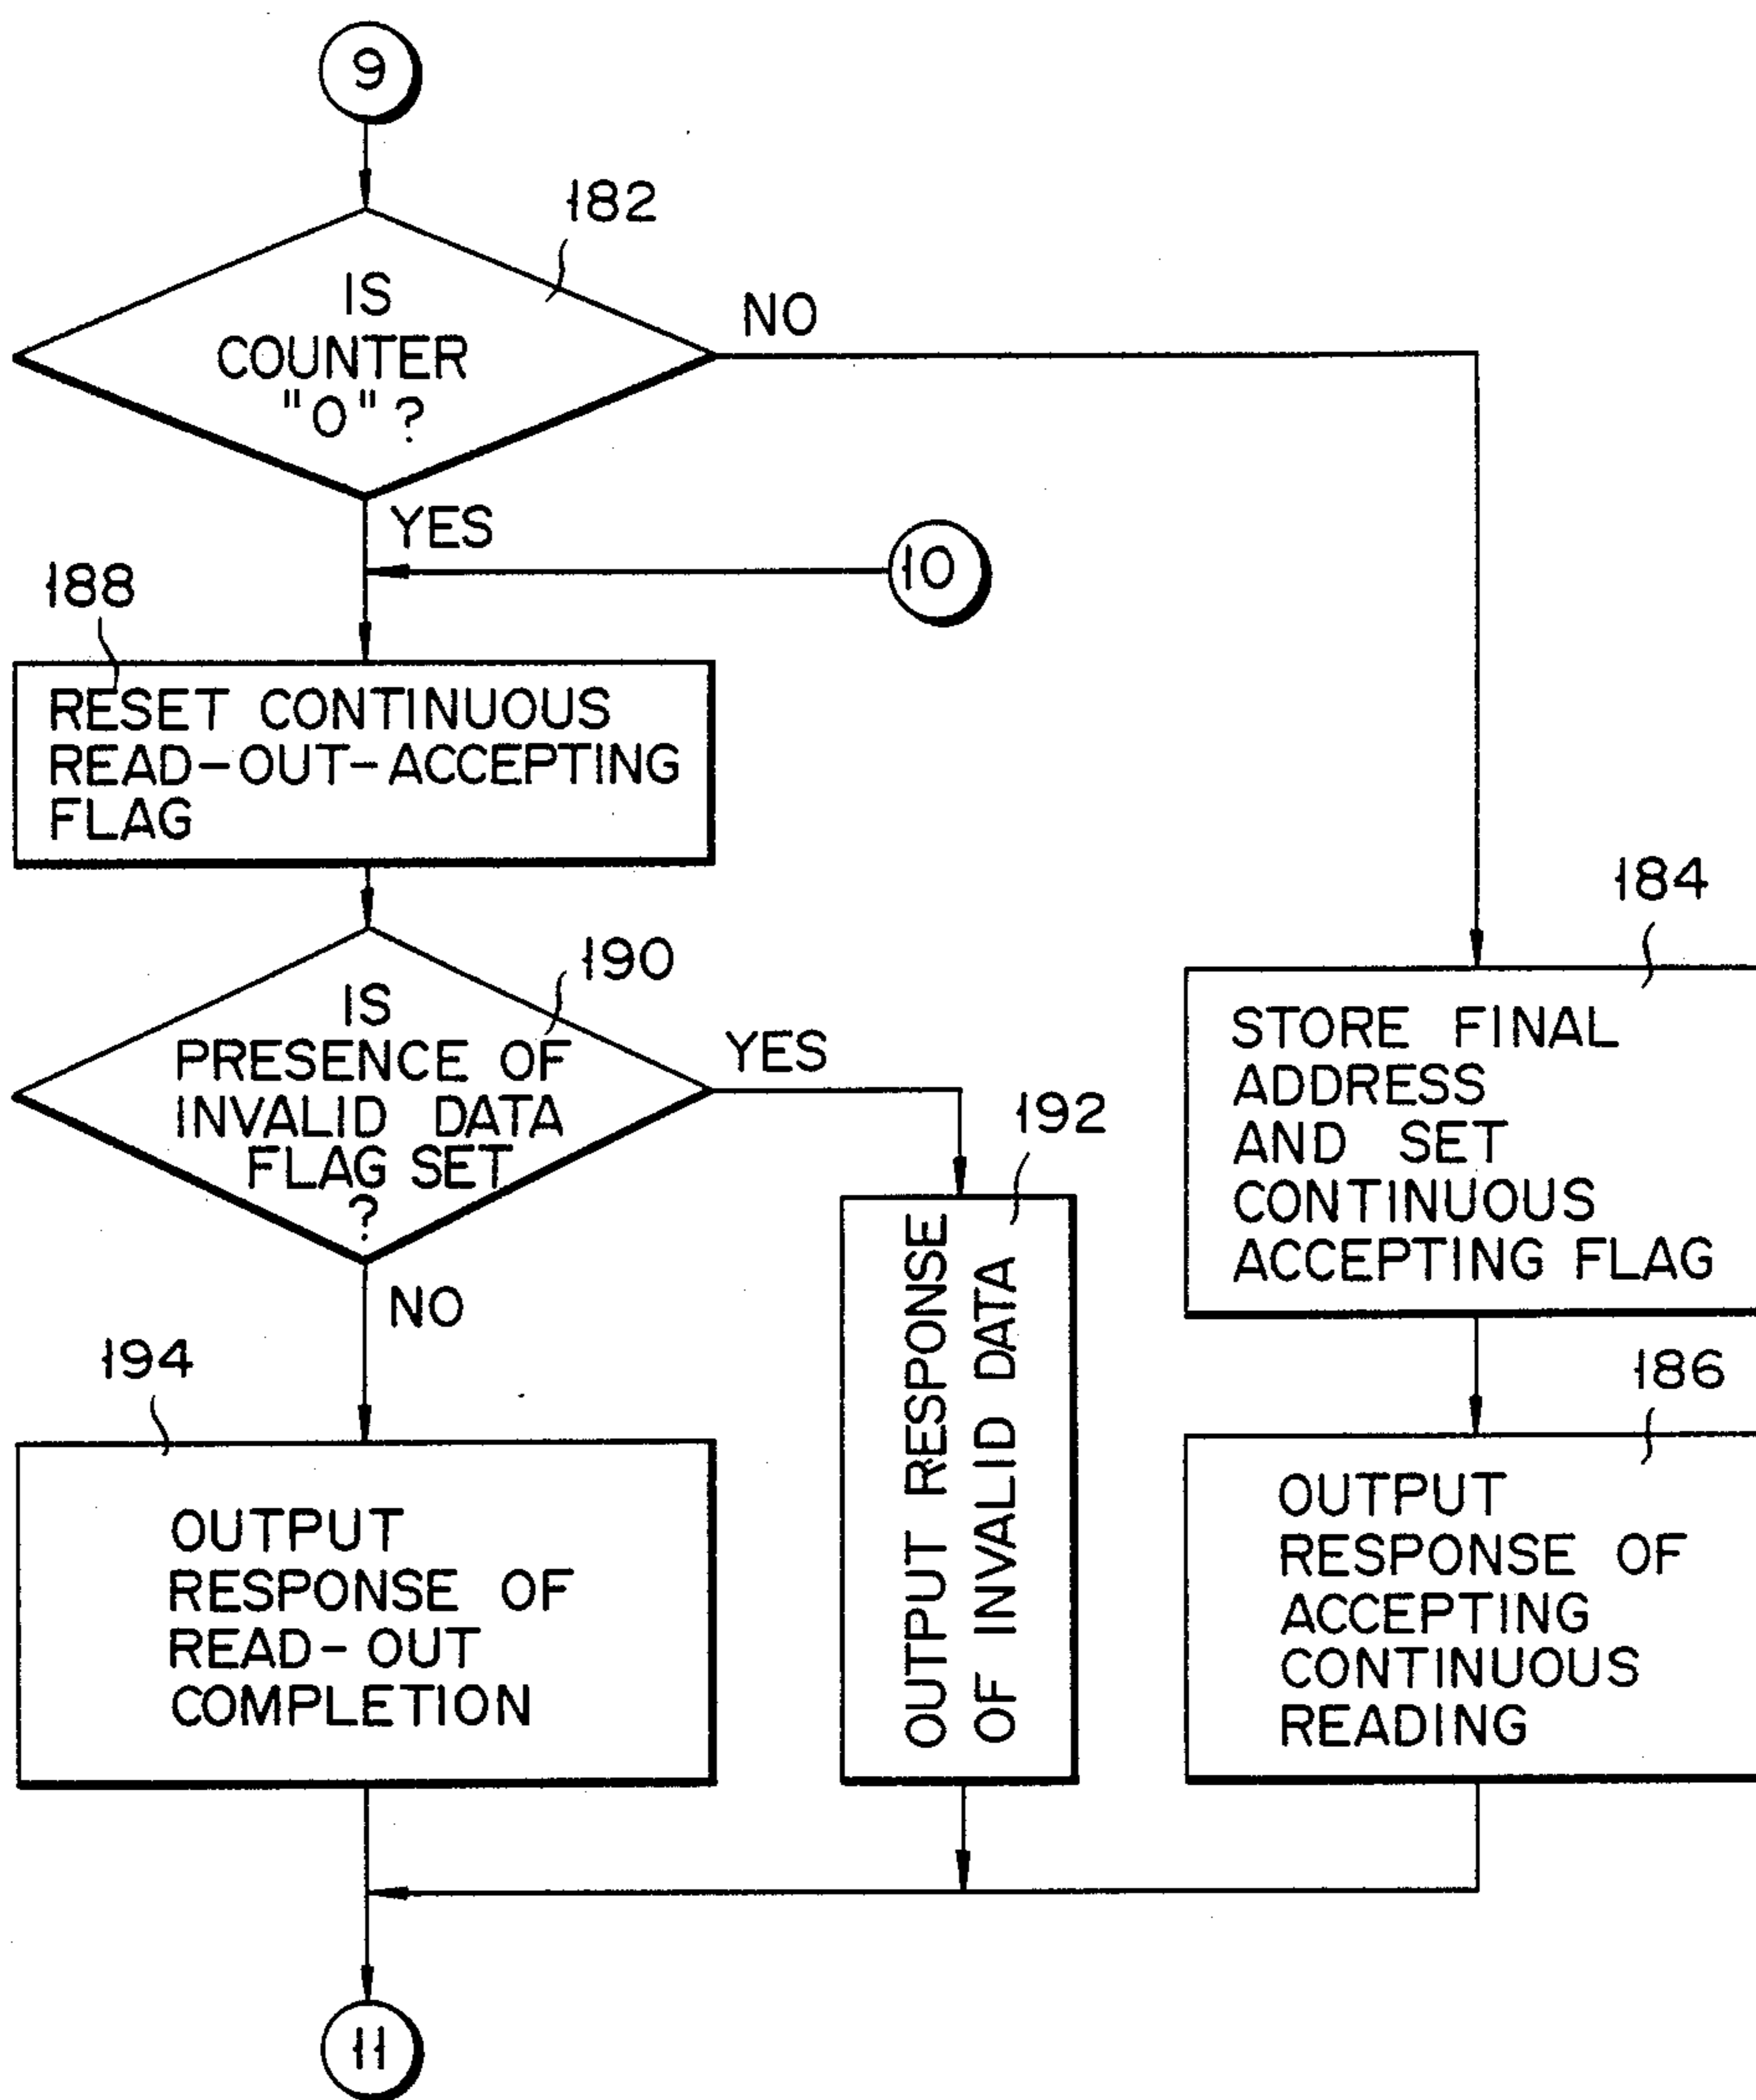 9
182
IS
COUNTER
"0"?
NO
YES
10
188
RESET CONTINUOUS
READ-OUT-ACCEPTING
FLAG
190
IS
PRESENCE OF
INVALID DATA
FLAG SET
?
YES
NO
192
OUTPUT RESPONSE
OF INVALID DATA
184
STORE FINAL
ADDRESS
AND SET
CONTINUOUS
ACCEPTING FLAG
194
OUTPUT
RESPONSE OF
READ-OUT
COMPLETION
186
OUTPUT
RESPONSE OF
ACCEPTING
CONTINUOUS
READING
11